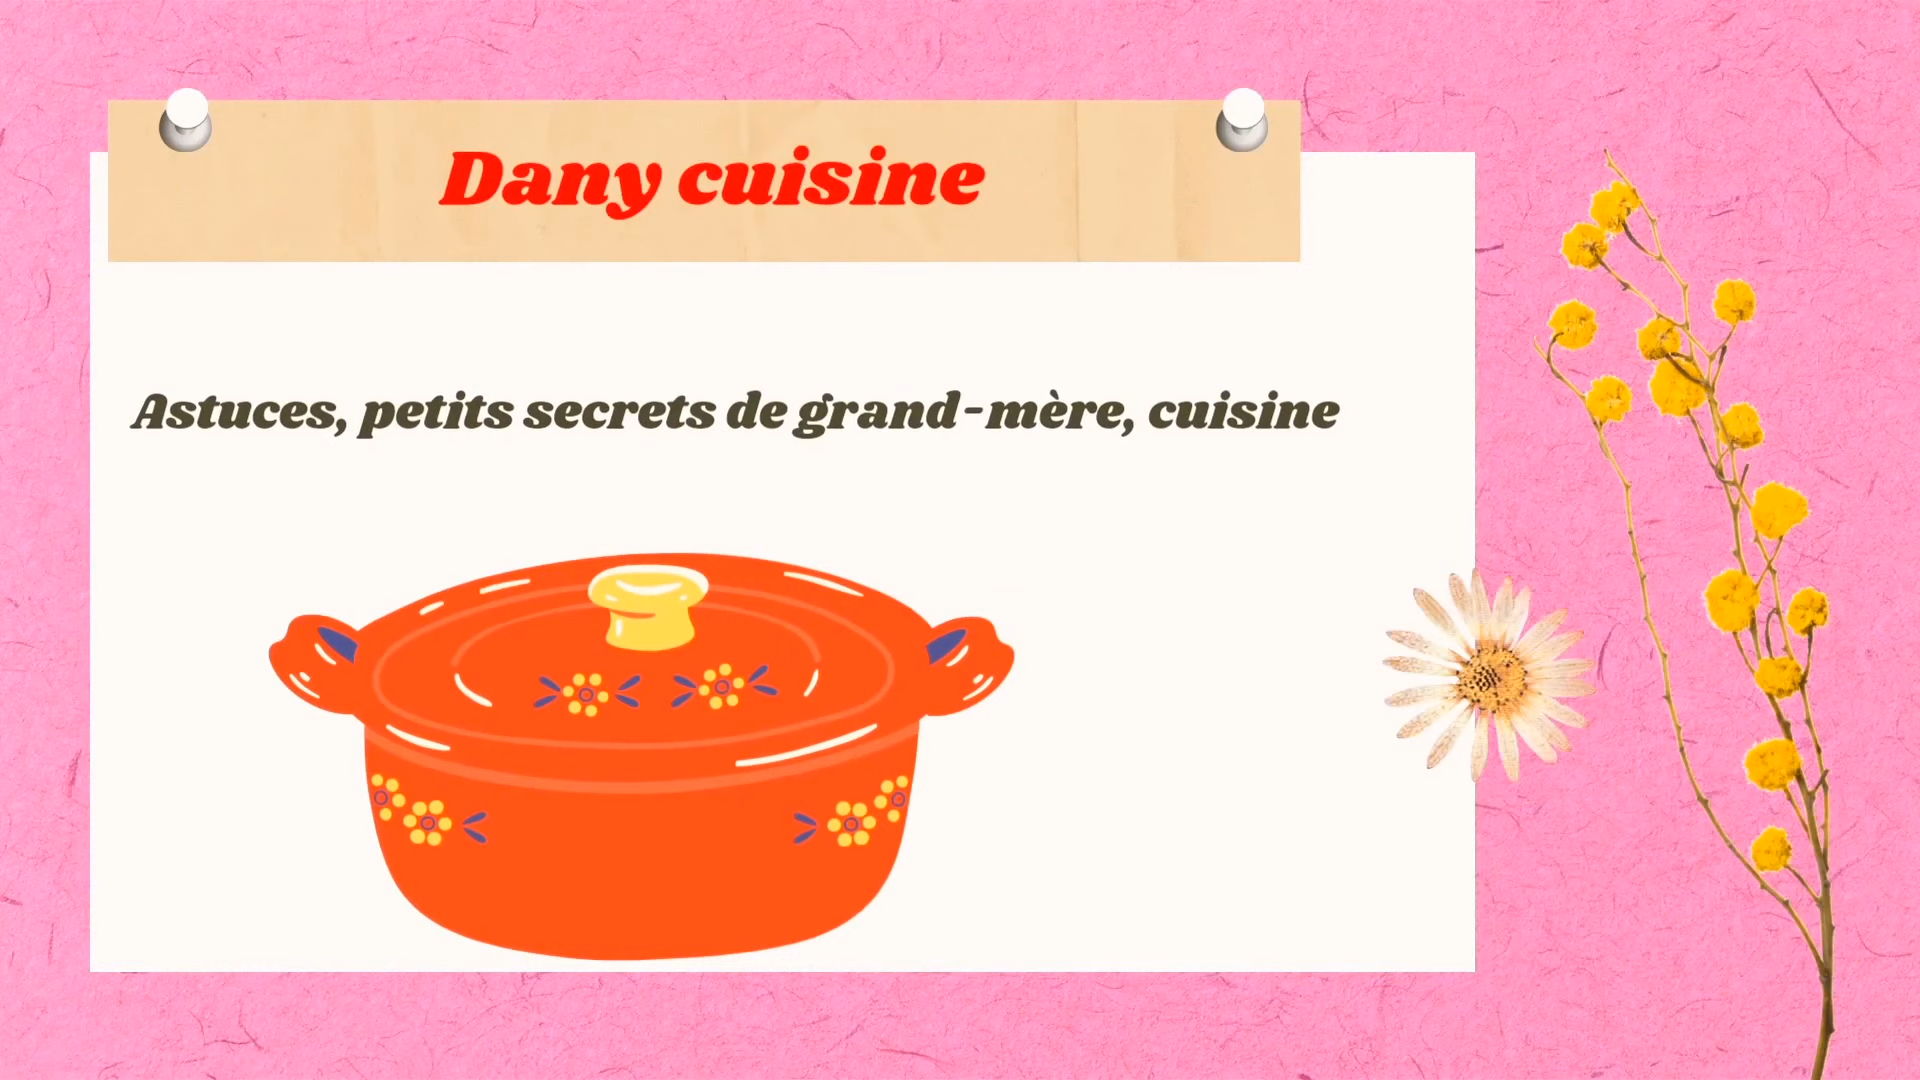 Dany cuisine
Astuces, petits secrets de grand-mère, cuisine